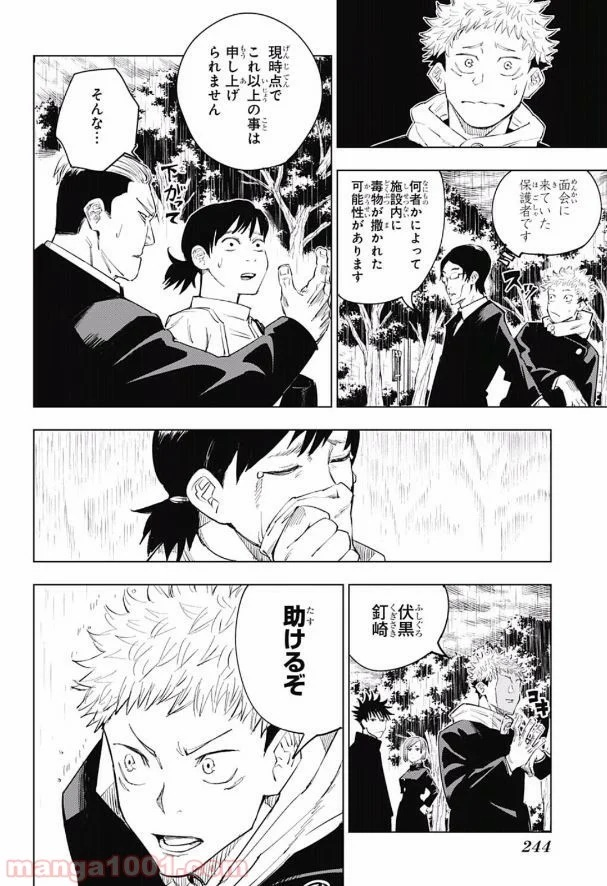 面会に
来ていた
保護者です
何者かによって
施設内に
毒物が撒かれた
可能性があります
現時点で
これ以上の事は
申し上げ
られません
下がって
そんな…
伏黒
釘崎
コキ
助けるぞ
244
manga1001.com